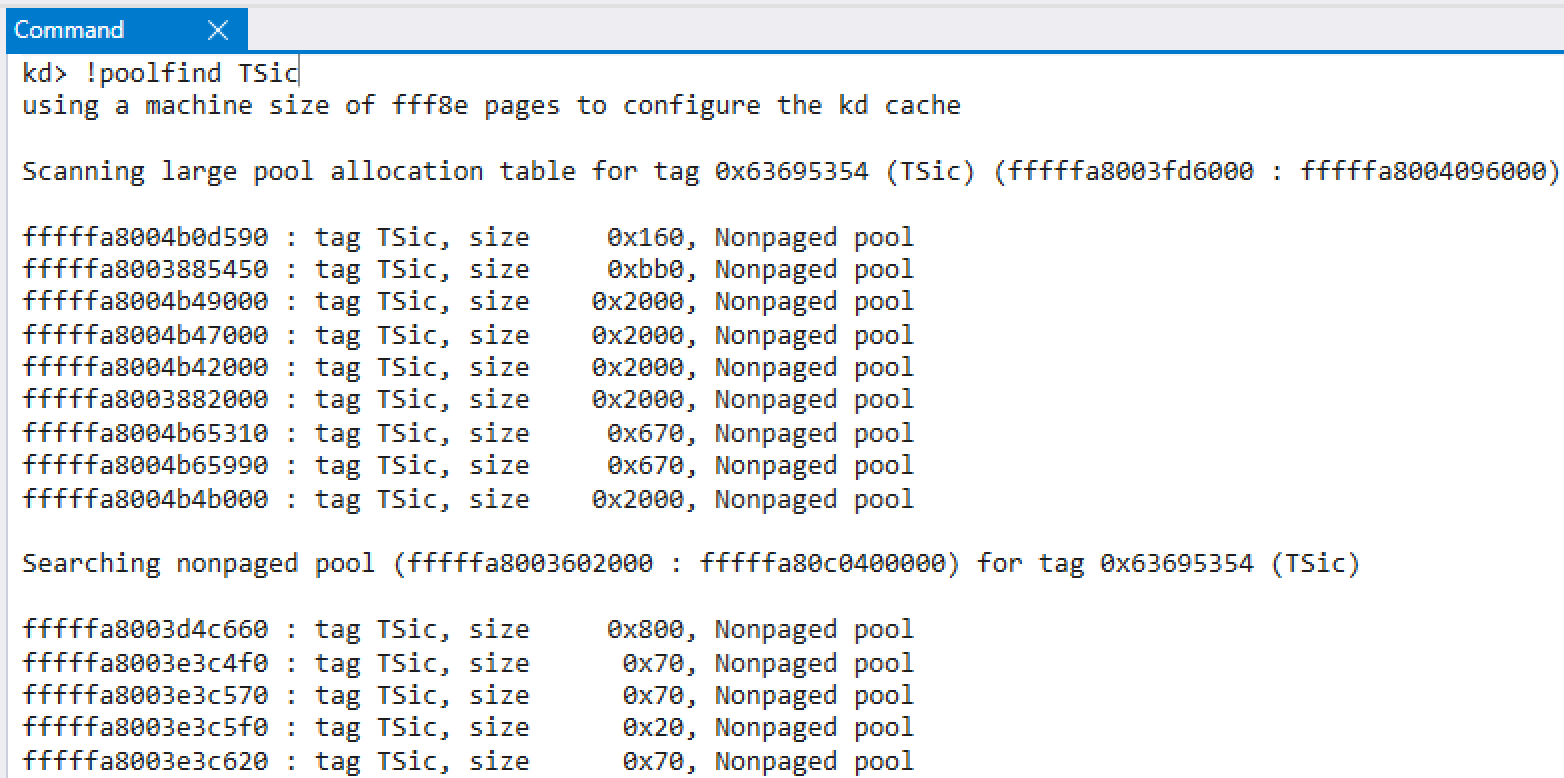 Command
kd> !poolfind TSic
using a machine size of fff8e pages to configure the kd cache
Scanning large pool allocation table for tag 0x63695354 (TSic) (fffffa8003fd6000 : fffffa8004096000)
fffffa8004b0d590 : tag TSic, size     0x160, Nonpaged pool
fffffa8003885450 : tag TSic, size     0xbb0, Nonpaged pool
fffffa8004b49000 : tag TSic, size    0x2000, Nonpaged pool
fffffa8004b47000 : tag TSic, size    0x2000, Nonpaged pool
fffffa8004b42000 : tag TSic, size    0x2000, Nonpaged pool
fffffa8003882000 : tag TSic, size    0x2000, Nonpaged pool
fffffa8004b65310 : tag TSic, size     0x670, Nonpaged pool
fffffa8004b65990 : tag TSic, size     0x670, Nonpaged pool
fffffa8004b4b000 : tag TSic, size    0x2000, Nonpaged pool
Searching nonpaged pool (fffffa8003602000 : fffffa80c0400000) for tag 0x63695354 (TSic)
fffffa8003d4c660 : tag TSic, size     0x800, Nonpaged pool
fffffa8003e3c4f0 : tag TSic, size      0x70, Nonpaged pool
fffffa8003e3c570 : tag TSic, size      0x70, Nonpaged pool
fffffa8003e3c5f0 : tag TSic, size      0x20, Nonpaged pool
fffffa8003e3c620 : tag TSic, size      0x70, Nonpaged pool